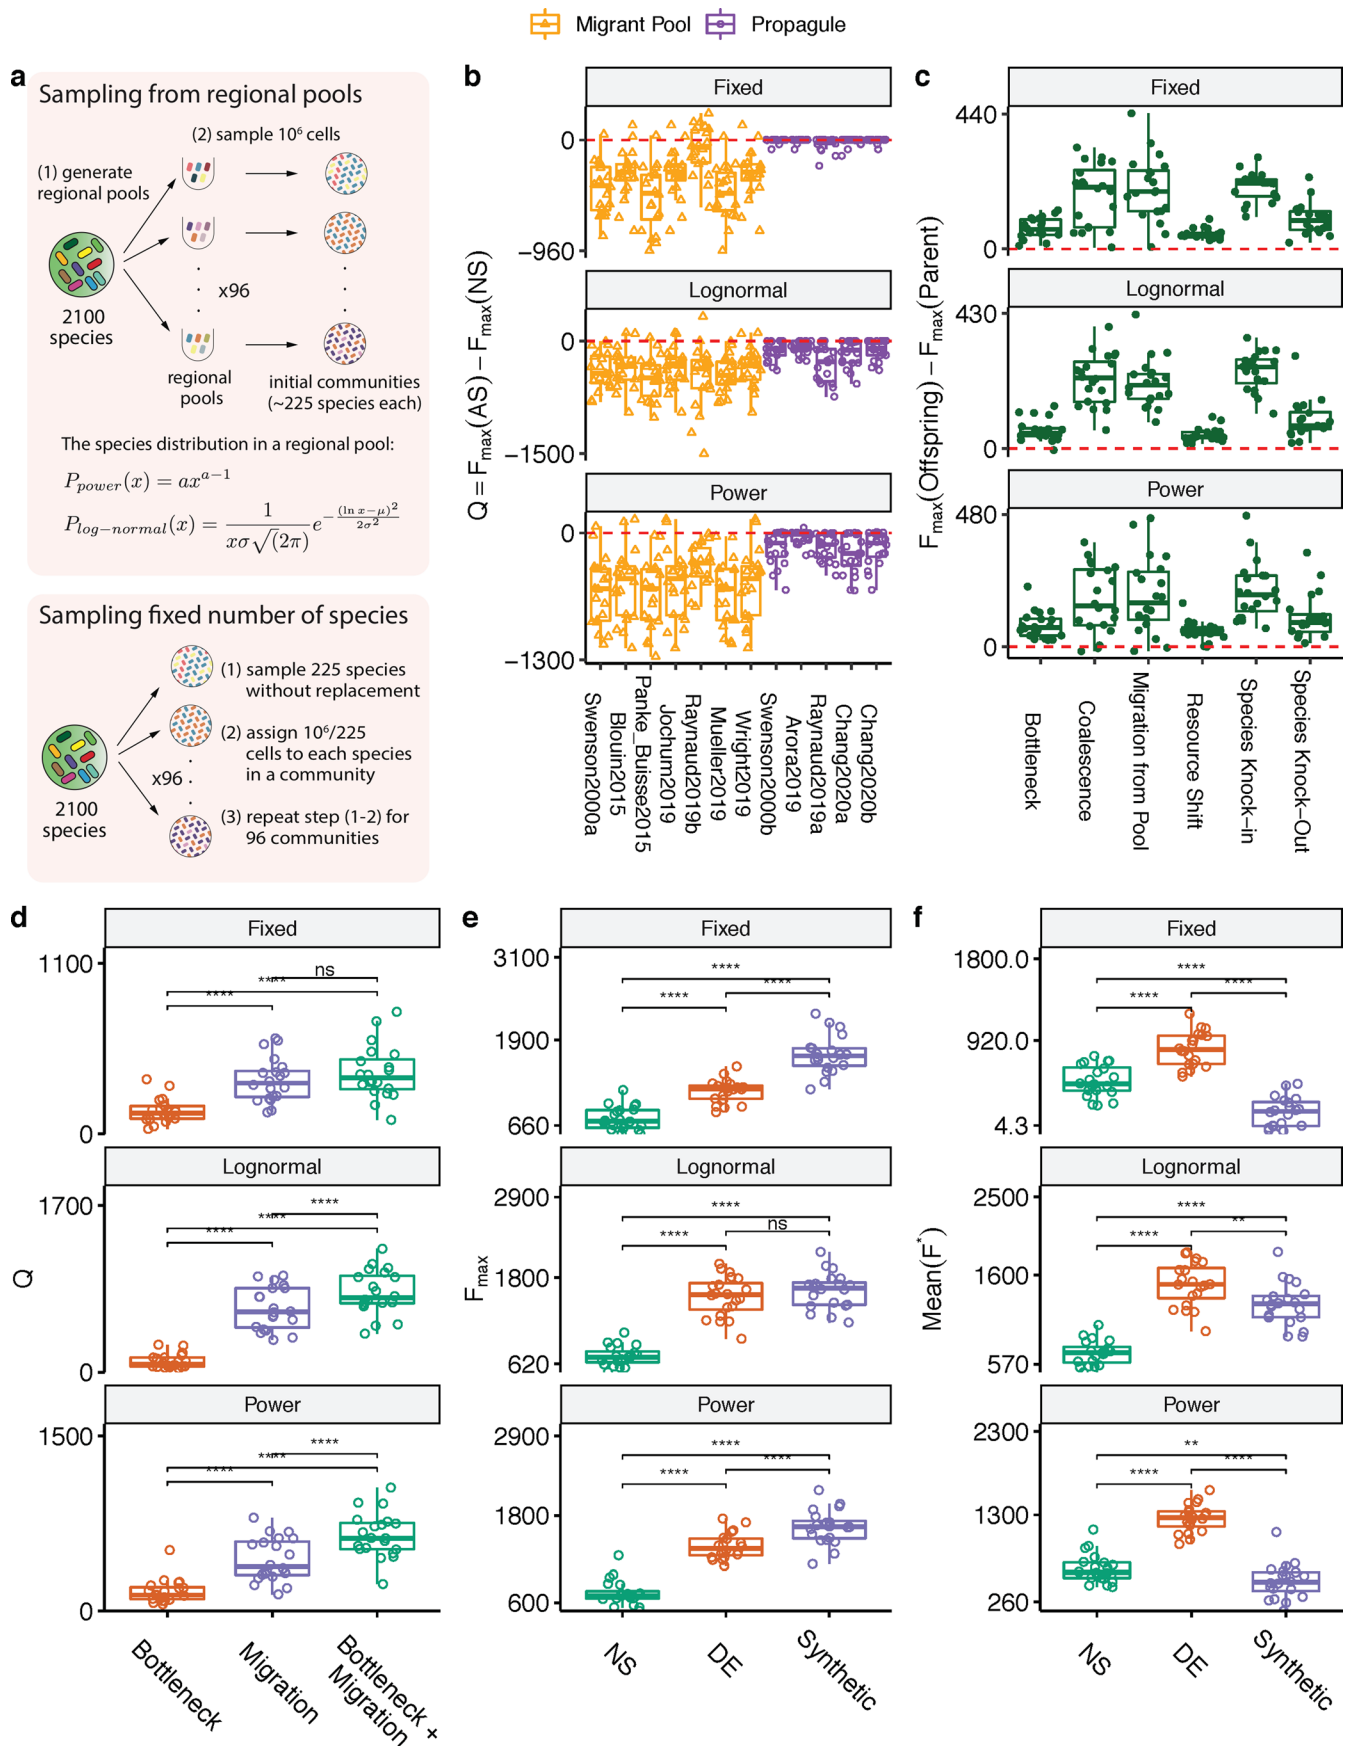 Migrant Pool Propagule
a
Sampling from regional pools
(2) sample 10⁶ cells
(1) generate
regional pools
x96
2100
species
regional
pools
initial communities
(~225 species each)
The species distribution in a regional pool:
P_power(x) = ax^{a−1}
P_log−normal(x) = \frac{1}{xσ√(2π)} e^{−\frac{(ln x−μ)²}{2σ²}}
Sampling fixed number of species
(1) sample 225 species
without replacement
(2) assign 10⁶/225
cells to each species
in a community
x96
2100
species
(3) repeat step (1-2) for
96 communities
b
Q = F_max(AS) − F_max(NS)
Fixed
0
−960
Lognormal
0
−1500
Power
0
−1300
Swenson2000a
Blouin2015
Panke_Buisse2015
Jochum2019
Raynaud2019b
Mueller2019
Wright2019
Swenson2000b
Arora2019
Raynaud2019a
Chang2020a
Chang2020b
c
F_max(Offspring) − F_max(Parent)
Fixed
440
0
Lognormal
430
0
Power
480
0
Bottleneck
Coalescence
Migration from Pool
Resource Shift
Species Knock−in
Species Knock−Out
d
Q
Fixed
1100
ns
****
****
0
Lognormal
1700
****
****
****
0
Power
1500
****
****
****
0
Bottleneck
Migration
Bottleneck +
Migration
e
F_max
Fixed
3100
****
****
****
1900
660
Lognormal
2900
****
ns
****
1800
620
Power
2900
****
****
****
1800
600
NS
DE
Synthetic
f
Mean(F*)
Fixed
1800.0
****
****
****
920.0
4.3
Lognormal
2500
****
**
****
1600
570
Power
2300
**
****
****
1300
260
NS
DE
Synthetic